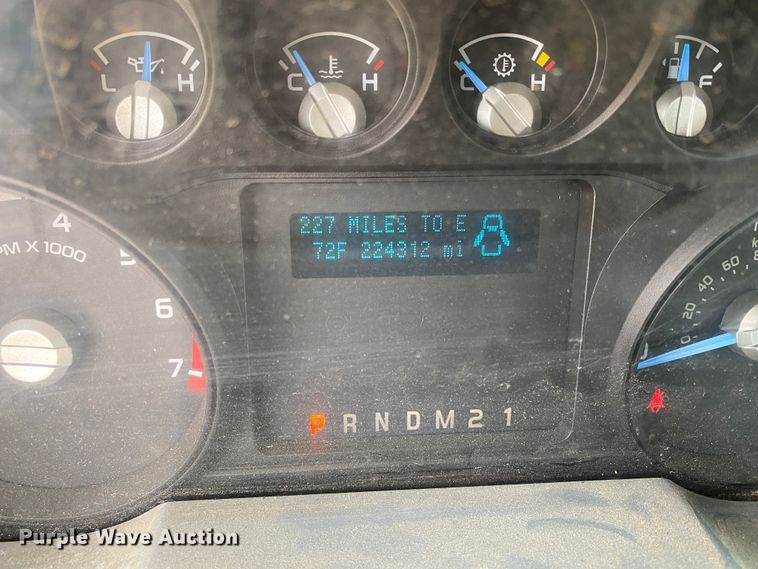 L H
C H
C H
F
227 MILES TO E
72F 224312 mi
4
5
6
7
PM X 1000
60
40
20
0
P R N D M 2 1
Purple Wave Auction